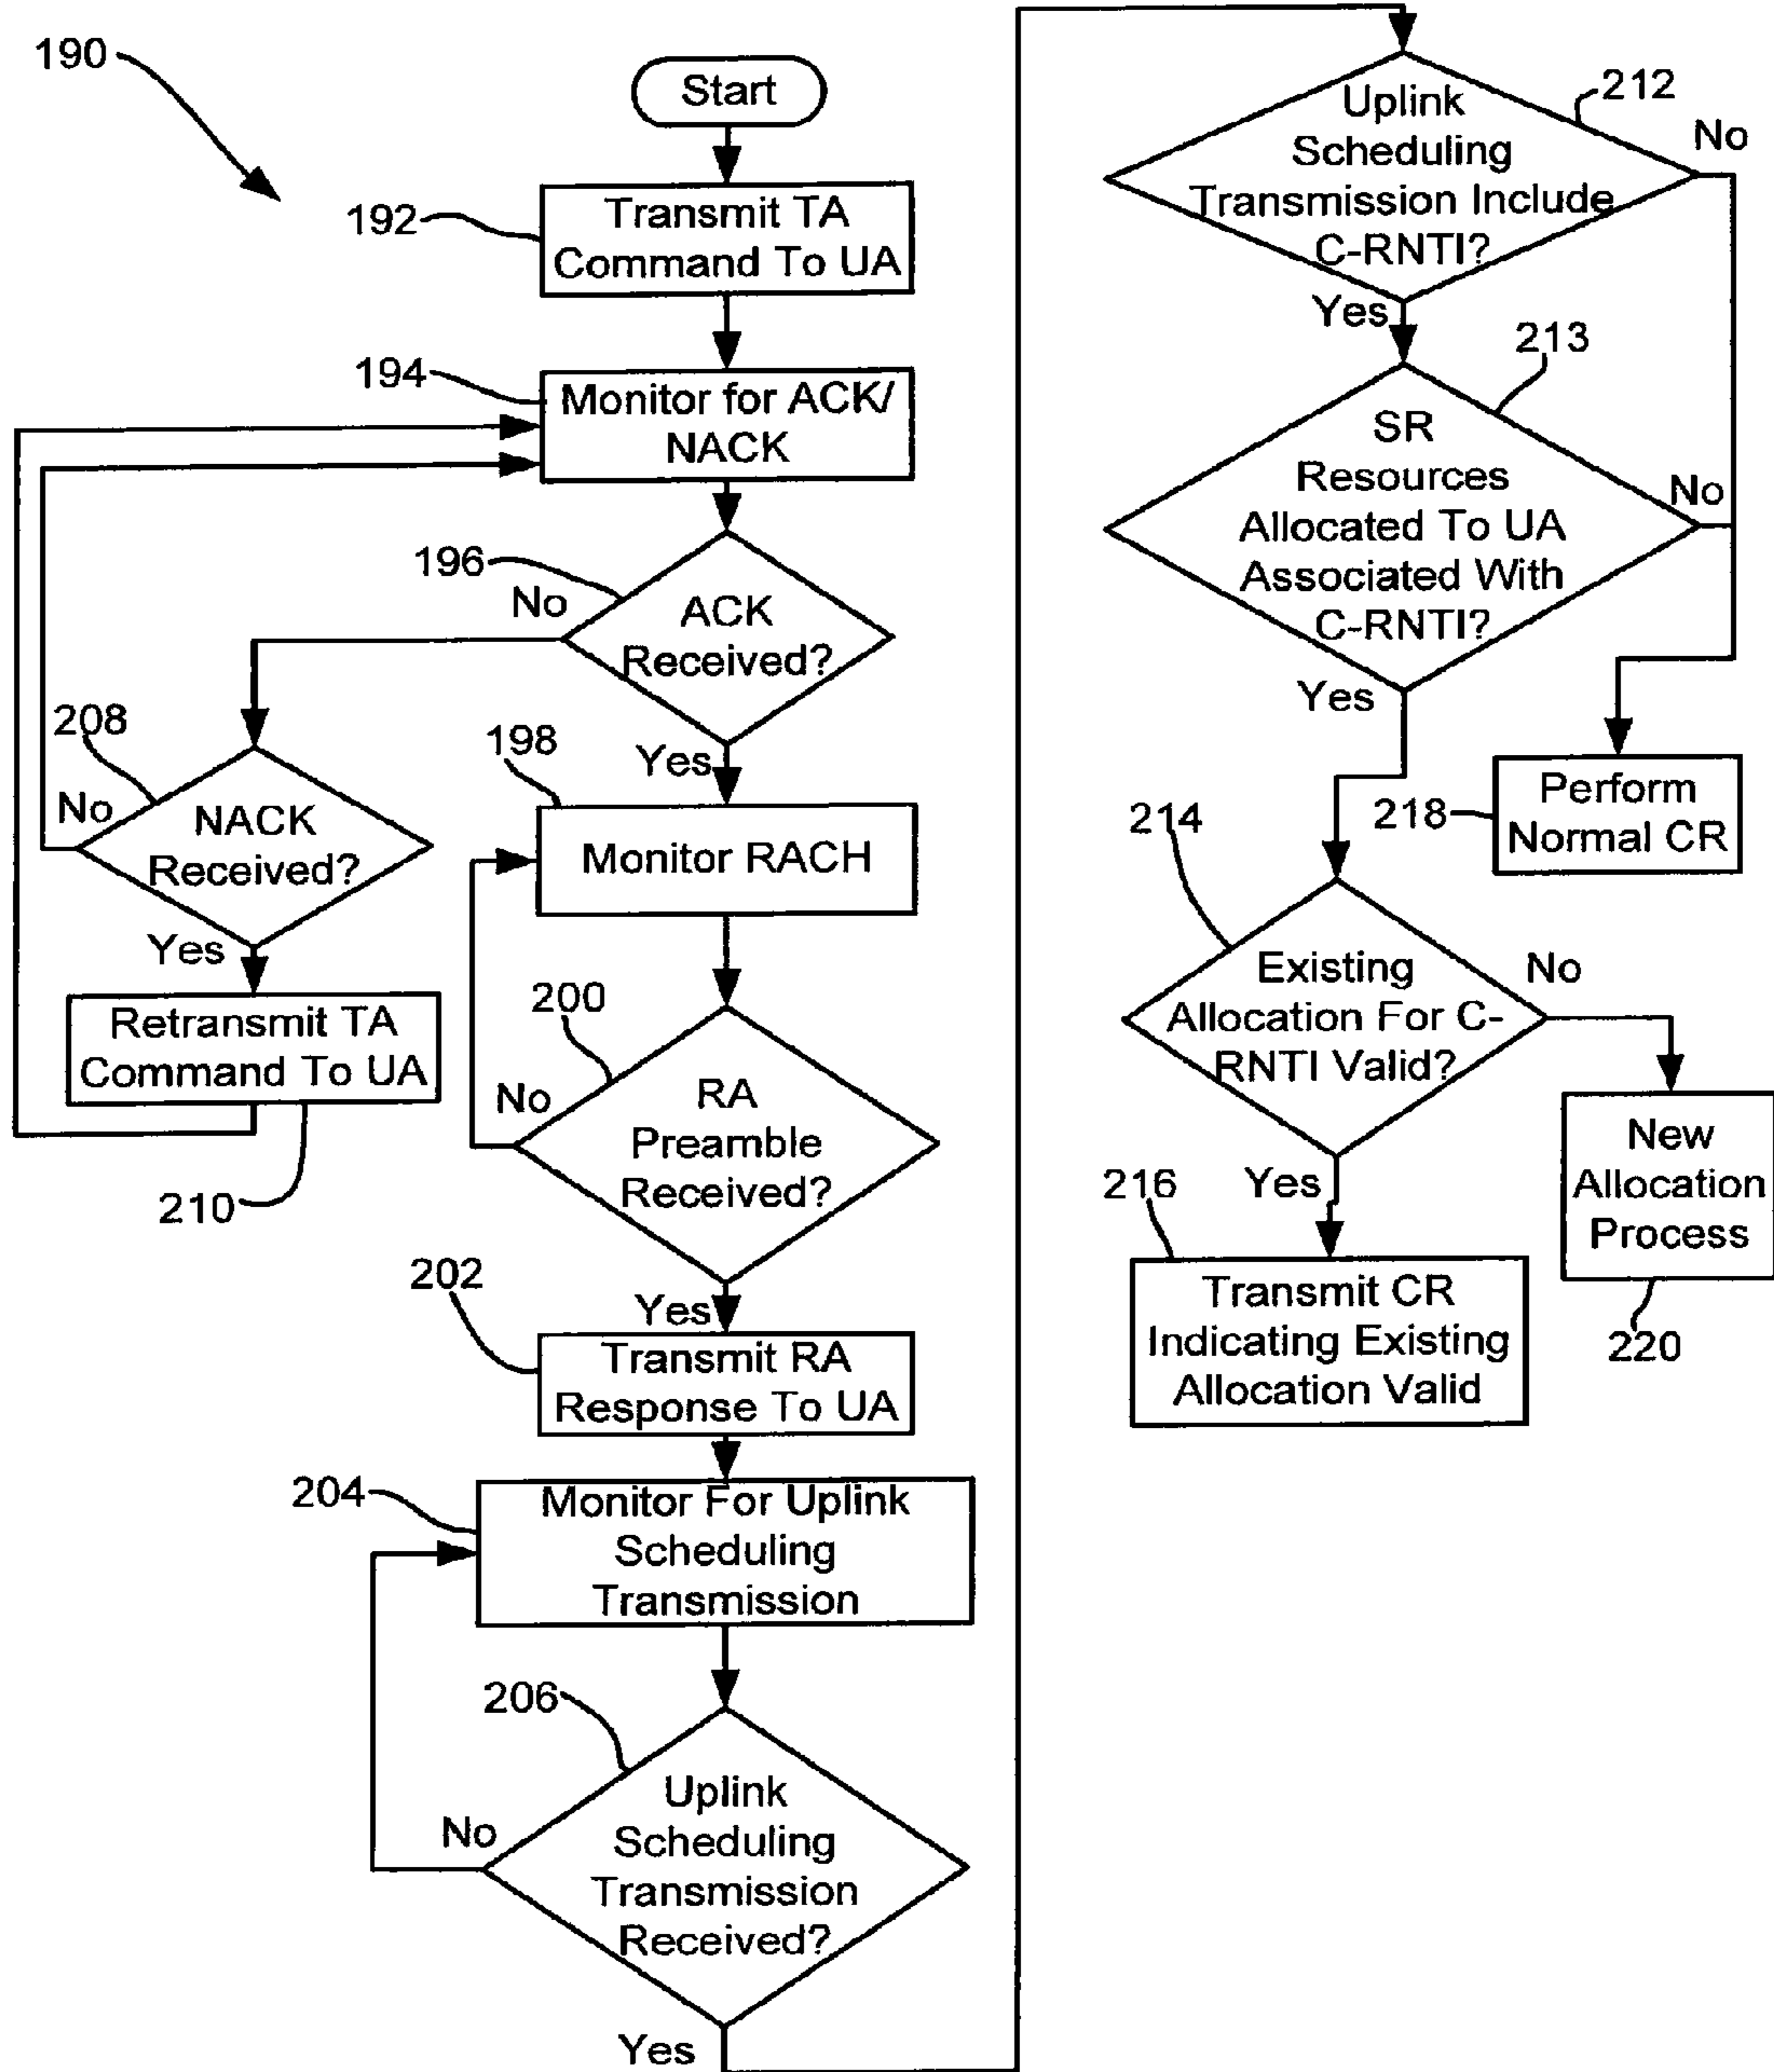 190
Start
192
Transmit TA
Command To UA
194
Monitor for ACK/
NACK
196
No
ACK
Received?
Yes
208
No
NACK
Received?
Yes
Retransmit TA
Command To UA
210
198
Monitor RACH
200
No
RA
Preamble
Received?
Yes
202
Transmit RA
Response To UA
204
Monitor For Uplink
Scheduling
Transmission
206
No
Uplink
Scheduling
Transmission
Received?
Yes
212
Uplink
Scheduling
Transmission Include
C-RNTI?
No
Yes
213
SR
Resources
Allocated To UA
Associated With
C-RNTI?
No
Yes
218
Perform
Normal CR
214
Existing
Allocation For C-
RNTI Valid?
No
Yes
216
Transmit CR
Indicating Existing
Allocation Valid
New
Allocation
Process
220